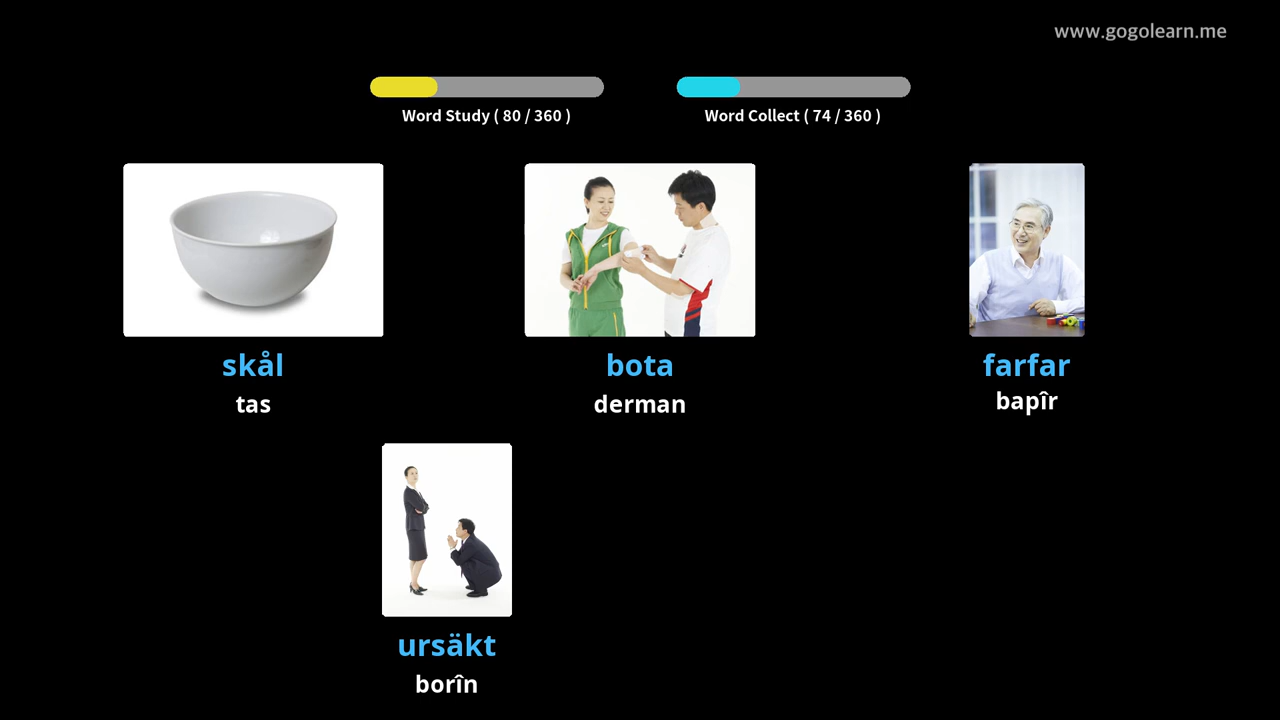 www.gogolearn.me
Word Study ( 80 / 360 )
Word Collect ( 74 / 360 )
skål
tas
bota
derman
farfar
bapîr
ursäkt
borîn